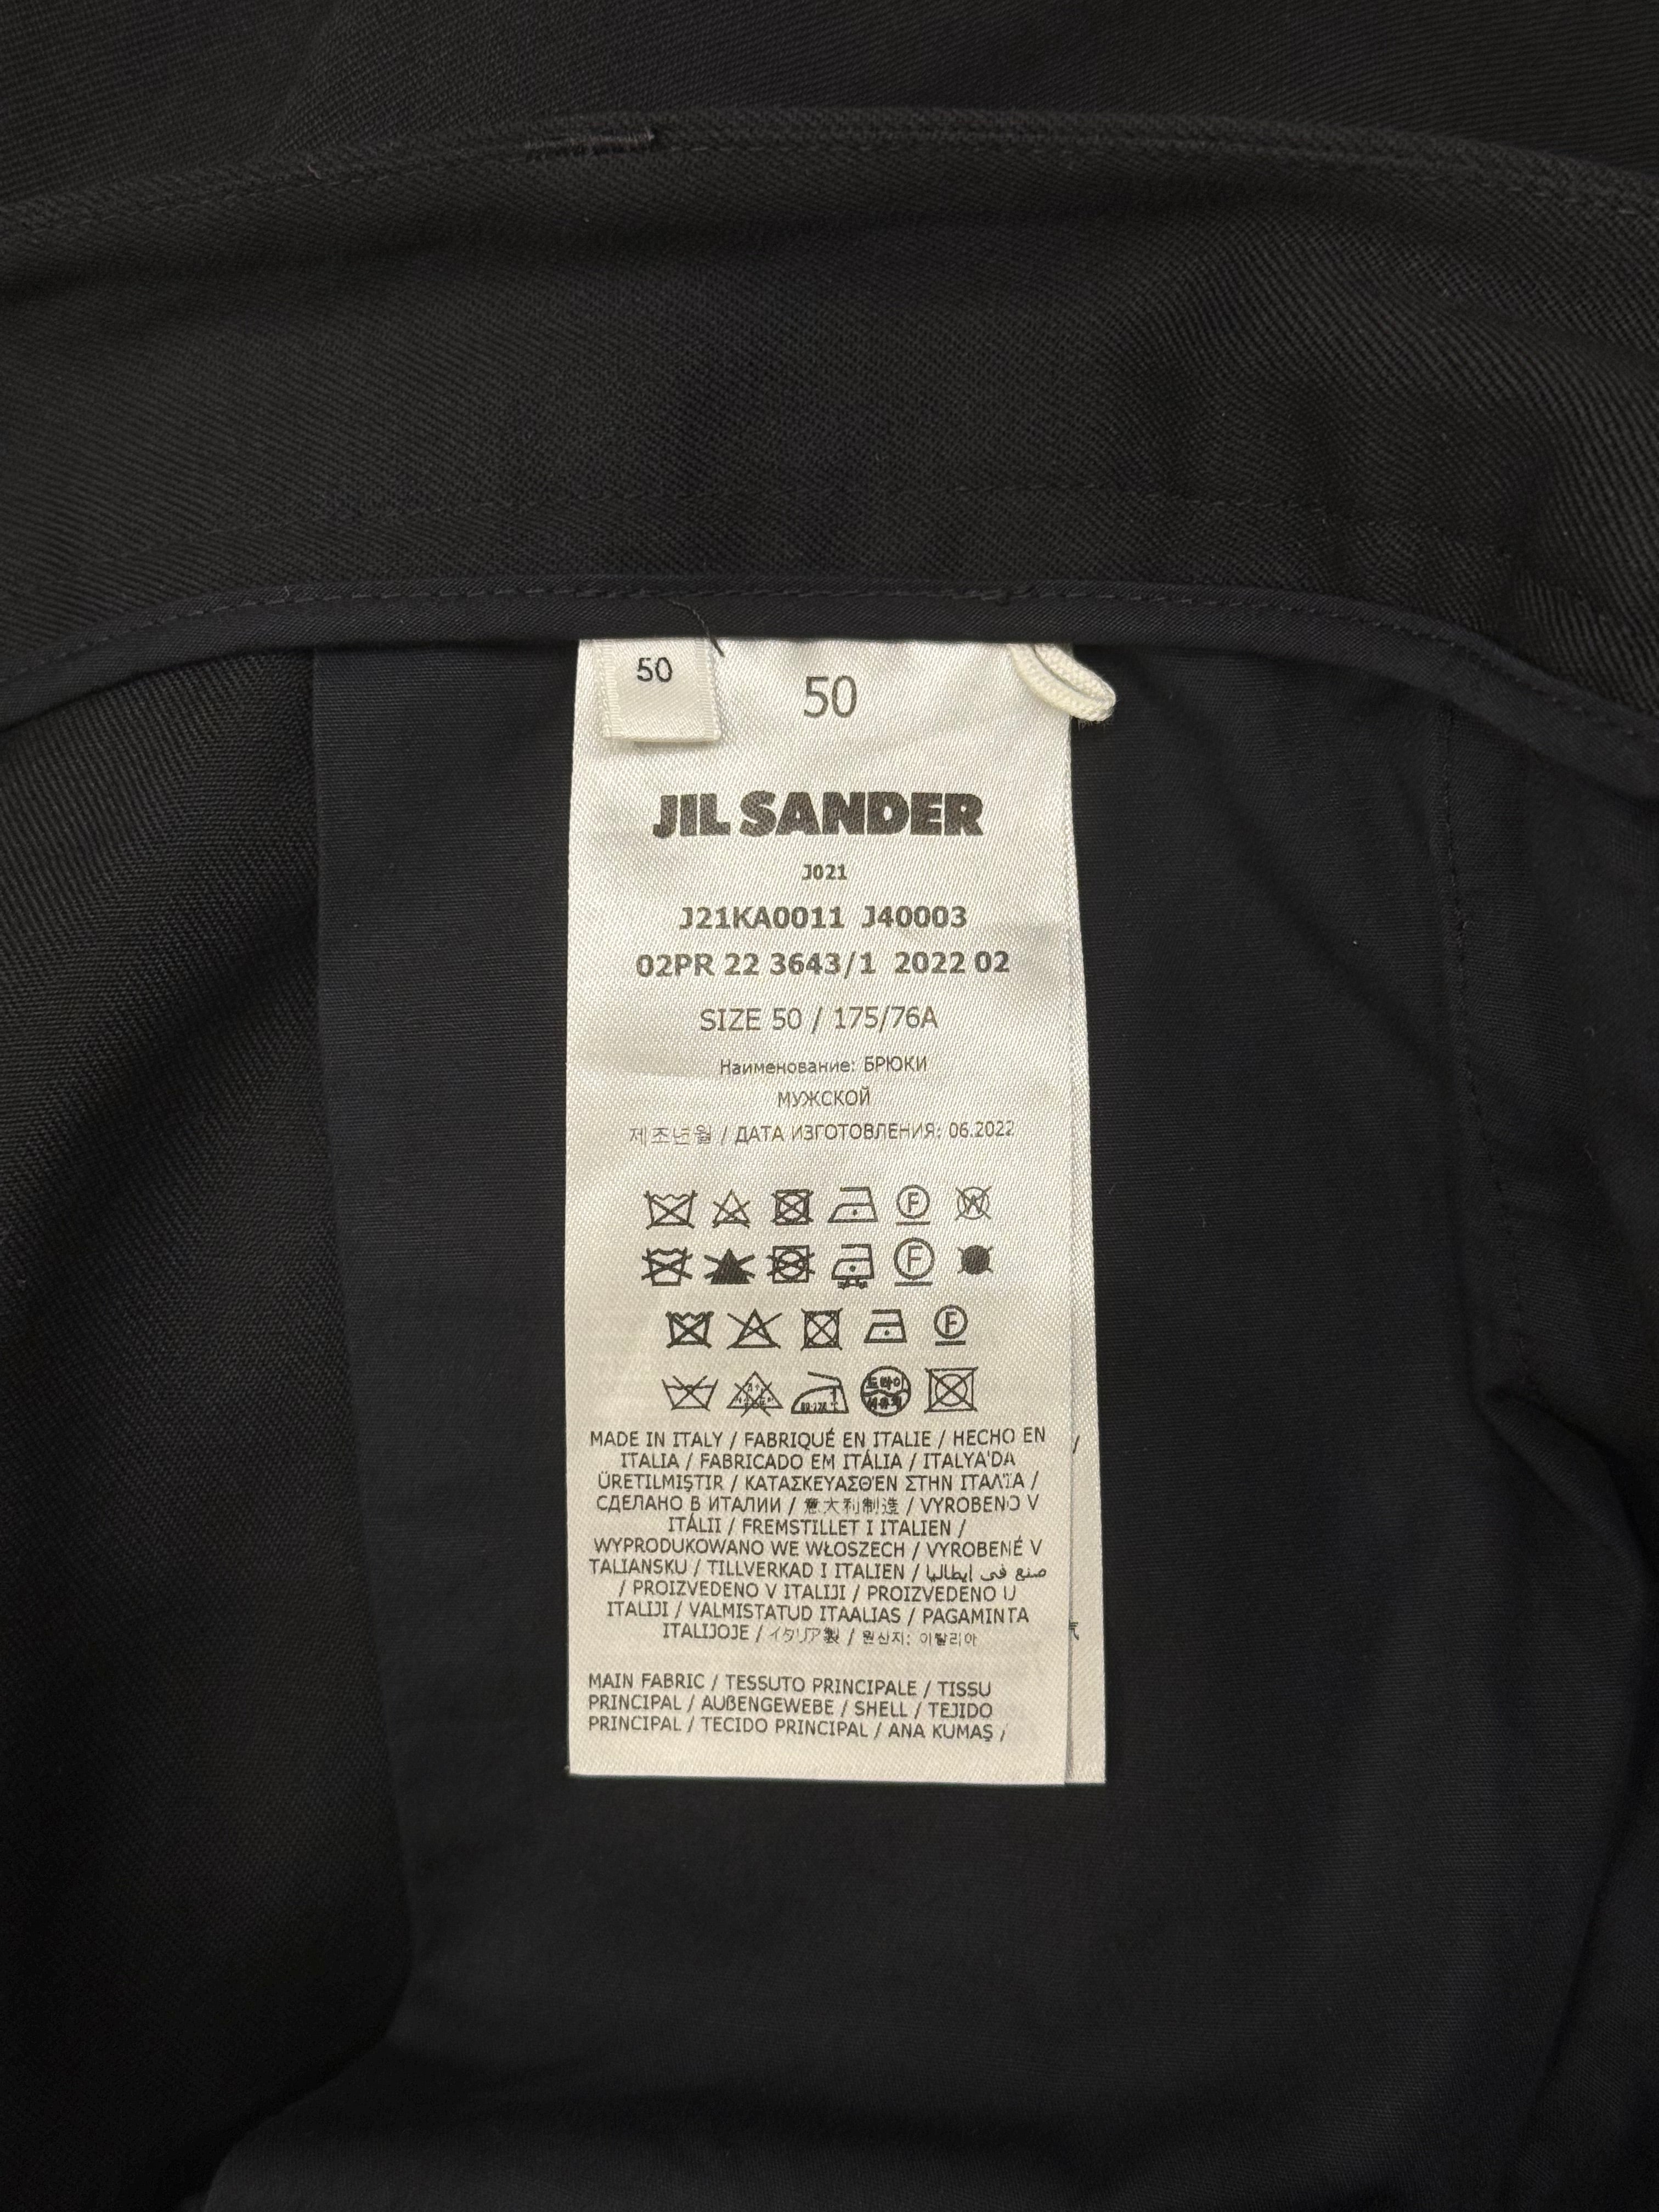 50
50
JIL SANDER
J021
J21KA0011 J40003
02PR 22 3643/1 2022 02
SIZE 50 / 175/76A
Наименование: БРЮКИ
МУЖСКОЙ
제조년월 / ДАТА ИЗГОТОВЛЕНИЯ: 06.2022
F W
F
F
드라이
MADE IN ITALY / FABRIQUÉ EN ITALIE / HECHO EN
ITALIA / FABRICADO EM ITÁLIA / ITALYA'DA
ÜRETILMIŞTIR / ΚΑΤΑΣΚΕΥΑΣΘΈΝ ΣΤΗΝ ΙΤΑΛΊΑ /
СДЕЛАНО В ИТАЛИИ / 意大利制造 / VYROBENO V
ITÁLII / FREMSTILLET I ITALIEN /
WYPRODUKOWANO WE WŁOSZECH / VYROBENÉ V
TALIANSKU / TILLVERKAD I ITALIEN / صنع في إيطاليا
/ PROIZVEDENO V ITALIJI / PROIZVEDENO U
ITALIJI / VALMISTATUD ITAALIAS / PAGAMINTA
ITALIJOJE / イタリア製 / 원산지: 이탈리아
MAIN FABRIC / TESSUTO PRINCIPALE / TISSU
PRINCIPAL / AUßENGEWEBE / SHELL / TEJIDO
PRINCIPAL / TECIDO PRINCIPAL / ANA KUMAŞ /